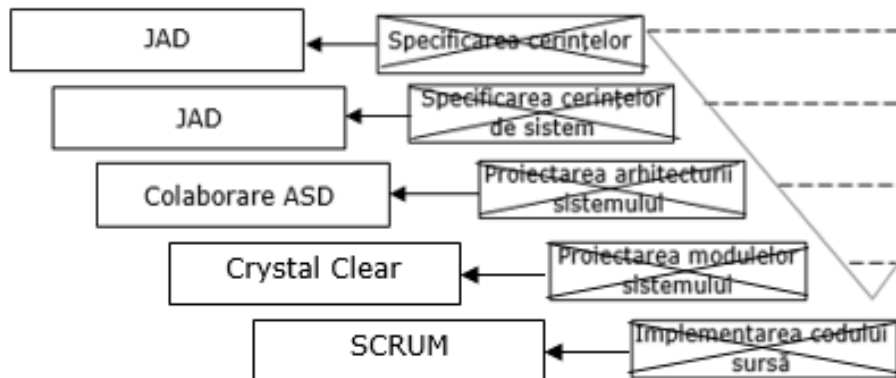 JAD
Specificarea cerințelor
JAD
Specificarea cerințelor
de sistem
Colaborare ASD
Proiectarea arhitecturii
sistemului
Crystal Clear
Proiectarea modulelor
sistemului
SCRUM
Implementarea codului
sursă